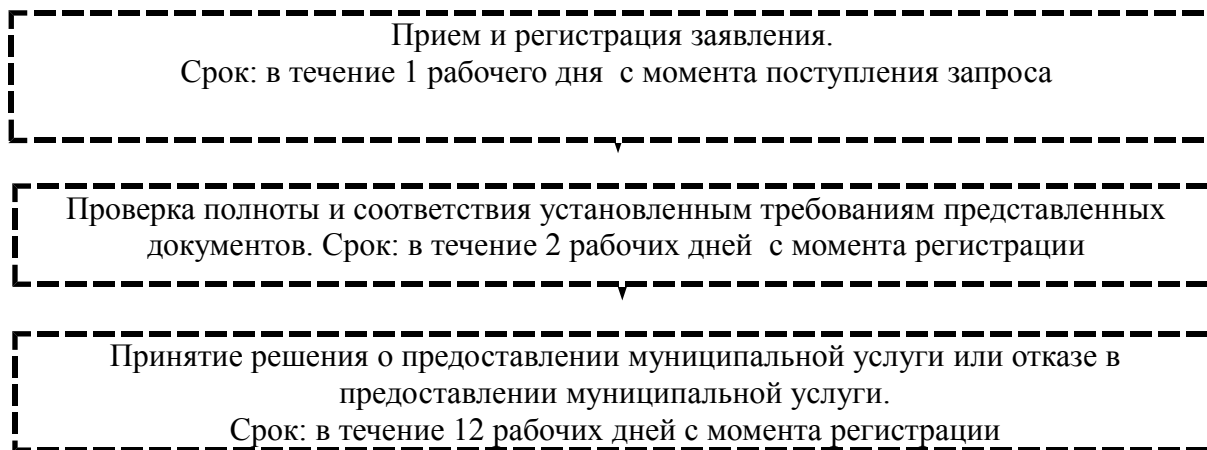 Прием и регистрация заявления.
Срок: в течение 1 рабочего дня  с момента поступления запроса
Проверка полноты и соответствия установленным требованиям представленных
документов. Срок: в течение 2 рабочих дней  с момента регистрации
Принятие решения о предоставлении муниципальной услуги или отказе в
предоставлении муниципальной услуги.
Срок: в течение 12 рабочих дней с момента регистрации